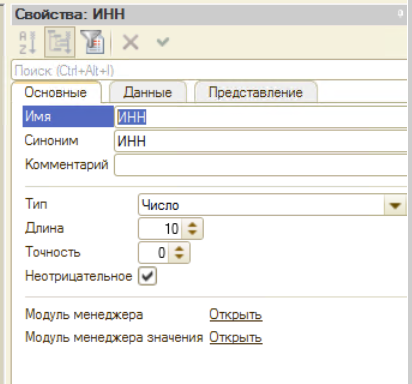 Свойства: ИНН
Поиск (Ctrl+Alt+I)
Основные Данные Представление
Имя ИНН
Синоним ИНН
Комментарий
Тип Число
Длина 10
Точность 0
Неотрицательное
Модуль менеджера Открыть
Модуль менеджера значения Открыть